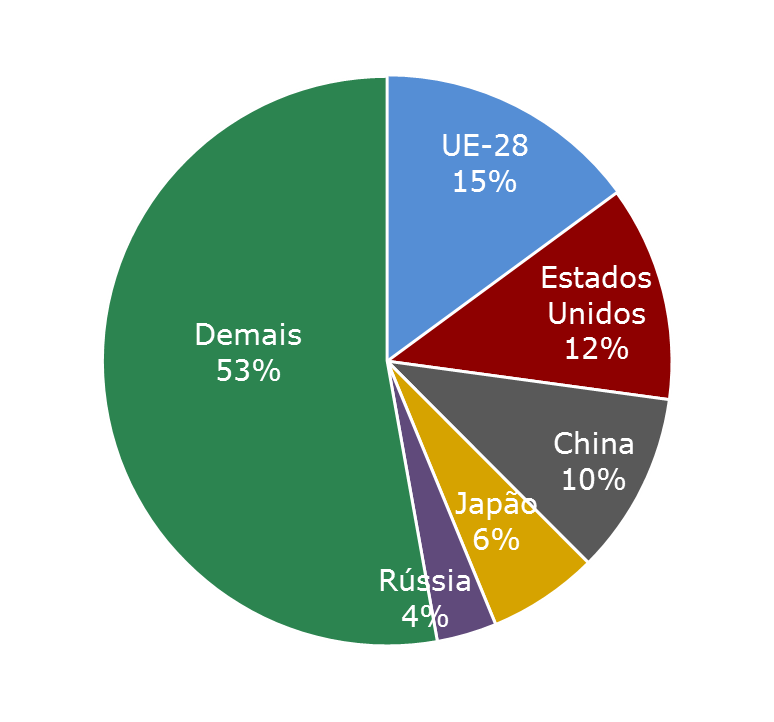 UE-28
15%
Estados
Unidos
12%
China
10%
Japão
6%
Rússia
4%
Demais
53%